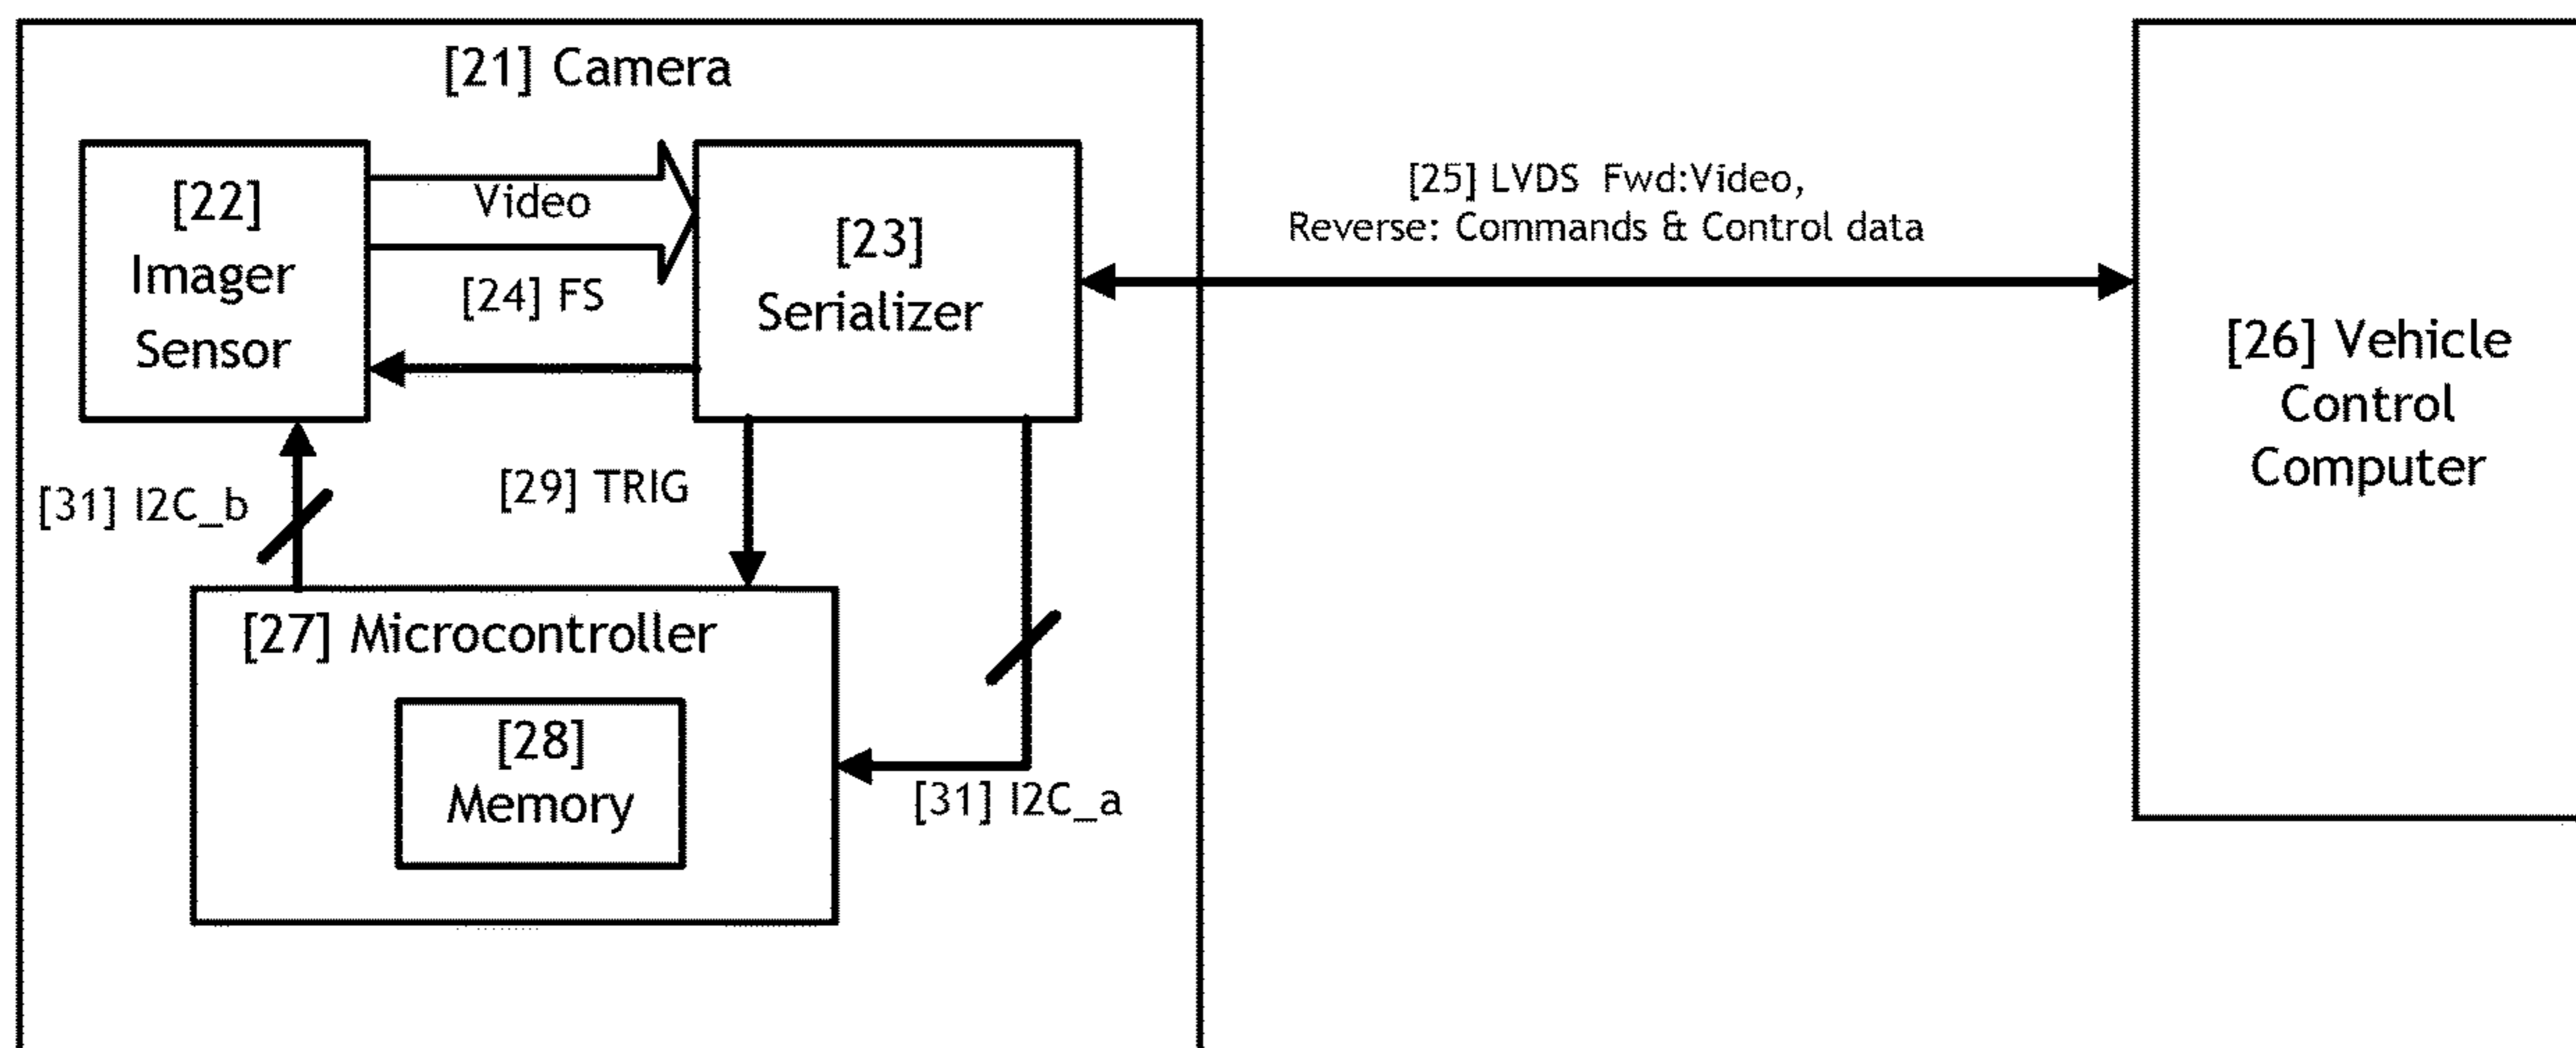 [21] Camera
[22]
Imager
Sensor
Video
[24] FS
[23]
Serializer
[25] LVDS Fwd:Video,
Reverse: Commands & Control data
[26] Vehicle
Control
Computer
[31] I2C_b
[29] TRIG
[27] Microcontroller
[28]
Memory
[31] I2C_a